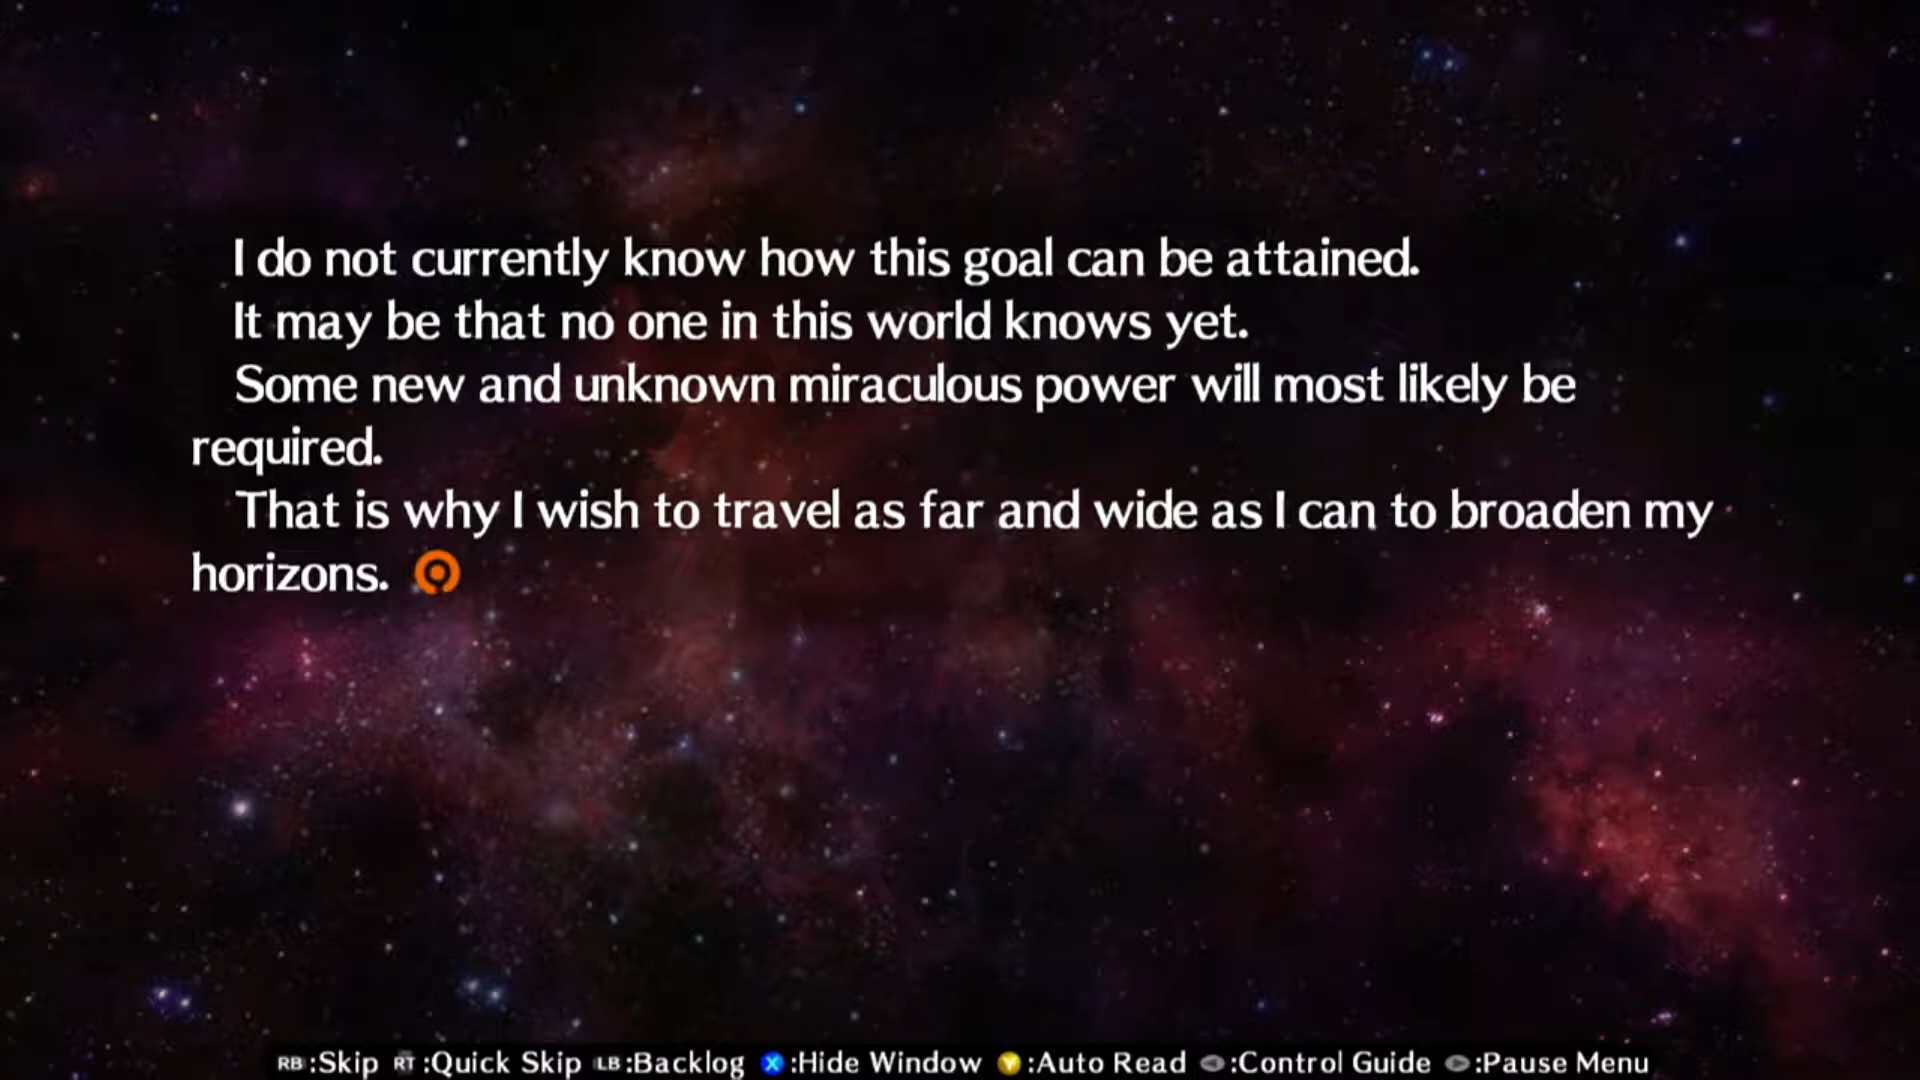 I do not currently know how this goal can be attained.
It may be that no one in this world knows yet.
Some new and unknown miraculous power will most likely be
required.
That is why I wish to travel as far and wide as I can to broaden my
horizons.
RB:Skip RT:Quick Skip LB:Backlog X:Hide Window Y:Auto Read :Control Guide :Pause Menu